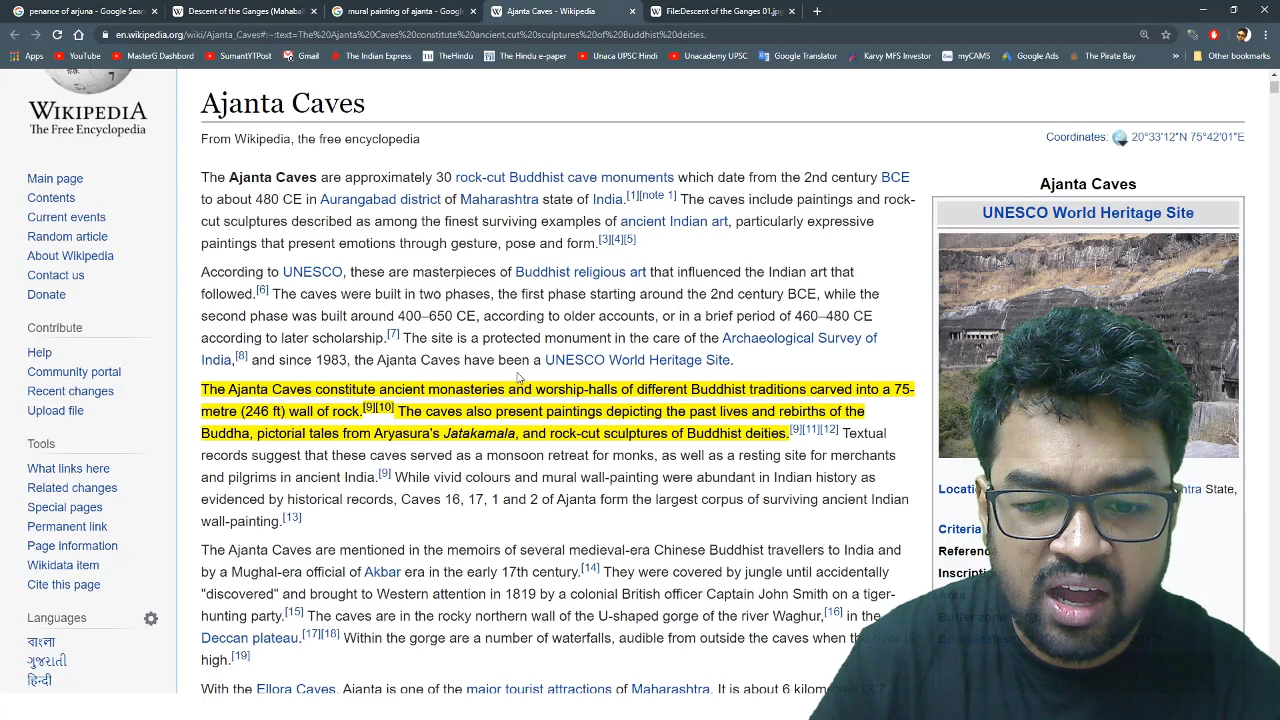 penance of arjuna - Google Sear
Descent of the Ganges (Mahabal
mural painting of ajanta - Google
Ajanta Caves - Wikipedia
File:Descent of the Ganges 01.jpg
en.wikipedia.org/wiki/Ajanta_Caves#:~:text=The%20Ajanta%20Caves%20constitute%20ancient,cut%20sculptures%20of%20Buddhist%20deities.
Apps
YouTube
MasterG Dashboard
SumantYTPost
Gmail
The Indian Express
TheHindu
The Hindu e-paper
Unaca UPSC Hindi
Unacademy UPSC
Google Translator
Karvy MFS Investor
myCAMS
Google Ads
The Pirate Bay
»
Other bookmarks
WIKIPEDIA
The Free Encyclopedia
Main page
Contents
Current events
Random article
About Wikipedia
Contact us
Donate
Contribute
Help
Community portal
Recent changes
Upload file
Tools
What links here
Related changes
Special pages
Permanent link
Page information
Wikidata item
Cite this page
Languages
বাংলা
ગુજરાતી
हिन्दी
Ajanta Caves
From Wikipedia, the free encyclopedia
Coordinates: 20°33′12″N 75°42′01″E
The Ajanta Caves are approximately 30 rock-cut Buddhist cave monuments which date from the 2nd century BCE
to about 480 CE in Aurangabad district of Maharashtra state of India.[1][note 1] The caves include paintings and rock-
cut sculptures described as among the finest surviving examples of ancient Indian art, particularly expressive
paintings that present emotions through gesture, pose and form.[3][4][5]
According to UNESCO, these are masterpieces of Buddhist religious art that influenced the Indian art that
followed.[6] The caves were built in two phases, the first phase starting around the 2nd century BCE, while the
second phase was built around 400–650 CE, according to older accounts, or in a brief period of 460–480 CE
according to later scholarship.[7] The site is a protected monument in the care of the Archaeological Survey of
India,[8] and since 1983, the Ajanta Caves have been a UNESCO World Heritage Site.
The Ajanta Caves constitute ancient monasteries and worship-halls of different Buddhist traditions carved into a 75-
metre (246 ft) wall of rock.[9][10] The caves also present paintings depicting the past lives and rebirths of the
Buddha, pictorial tales from Aryasura's Jatakamala, and rock-cut sculptures of Buddhist deities.[9][11][12] Textual
records suggest that these caves served as a monsoon retreat for monks, as well as a resting site for merchants
and pilgrims in ancient India.[9] While vivid colours and mural wall-painting were abundant in Indian history as
evidenced by historical records, Caves 16, 17, 1 and 2 of Ajanta form the largest corpus of surviving ancient Indian
wall-painting.[13]
The Ajanta Caves are mentioned in the memoirs of several medieval-era Chinese Buddhist travellers to India and
by a Mughal-era official of Akbar era in the early 17th century.[14] They were covered by jungle until accidentally
"discovered" and brought to Western attention in 1819 by a colonial British officer Captain John Smith on a tiger-
hunting party.[15] The caves are in the rocky northern wall of the U-shaped gorge of the river Waghur,[16] in the
Deccan plateau.[17][18] Within the gorge are a number of waterfalls, audible from outside the caves when the river is
high.[19]
With the Ellora Caves, Ajanta is one of the major tourist attractions of Maharashtra. It is about 6 kilometres (3.7
Ajanta Caves
UNESCO World Heritage Site
Locati
State,
Criteria
Referenc
Inscripti
Area
Buffer zone
Coordinates